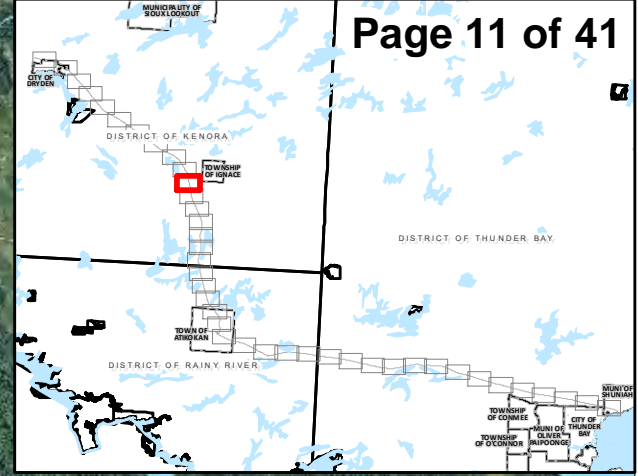 MUNICIPALITY OF
SIOUX LOOKOUT
Page 11 of 41
CITY OF
DRYDEN
DISTRICT OF KENORA
TOWNSHIP
OF IGNACE
DISTRICT OF THUNDER BAY
TOWN OF
ATIKOKAN
DISTRICT OF RAINY RIVER
MUNI OF
SHUNIAH
TOWNSHIP
OF CONMEE
CITY OF
THUNDER
BAY
MUNI OF
OLIVER
PAIPOONGE
TOWNSHIP
OF O'CONNOR